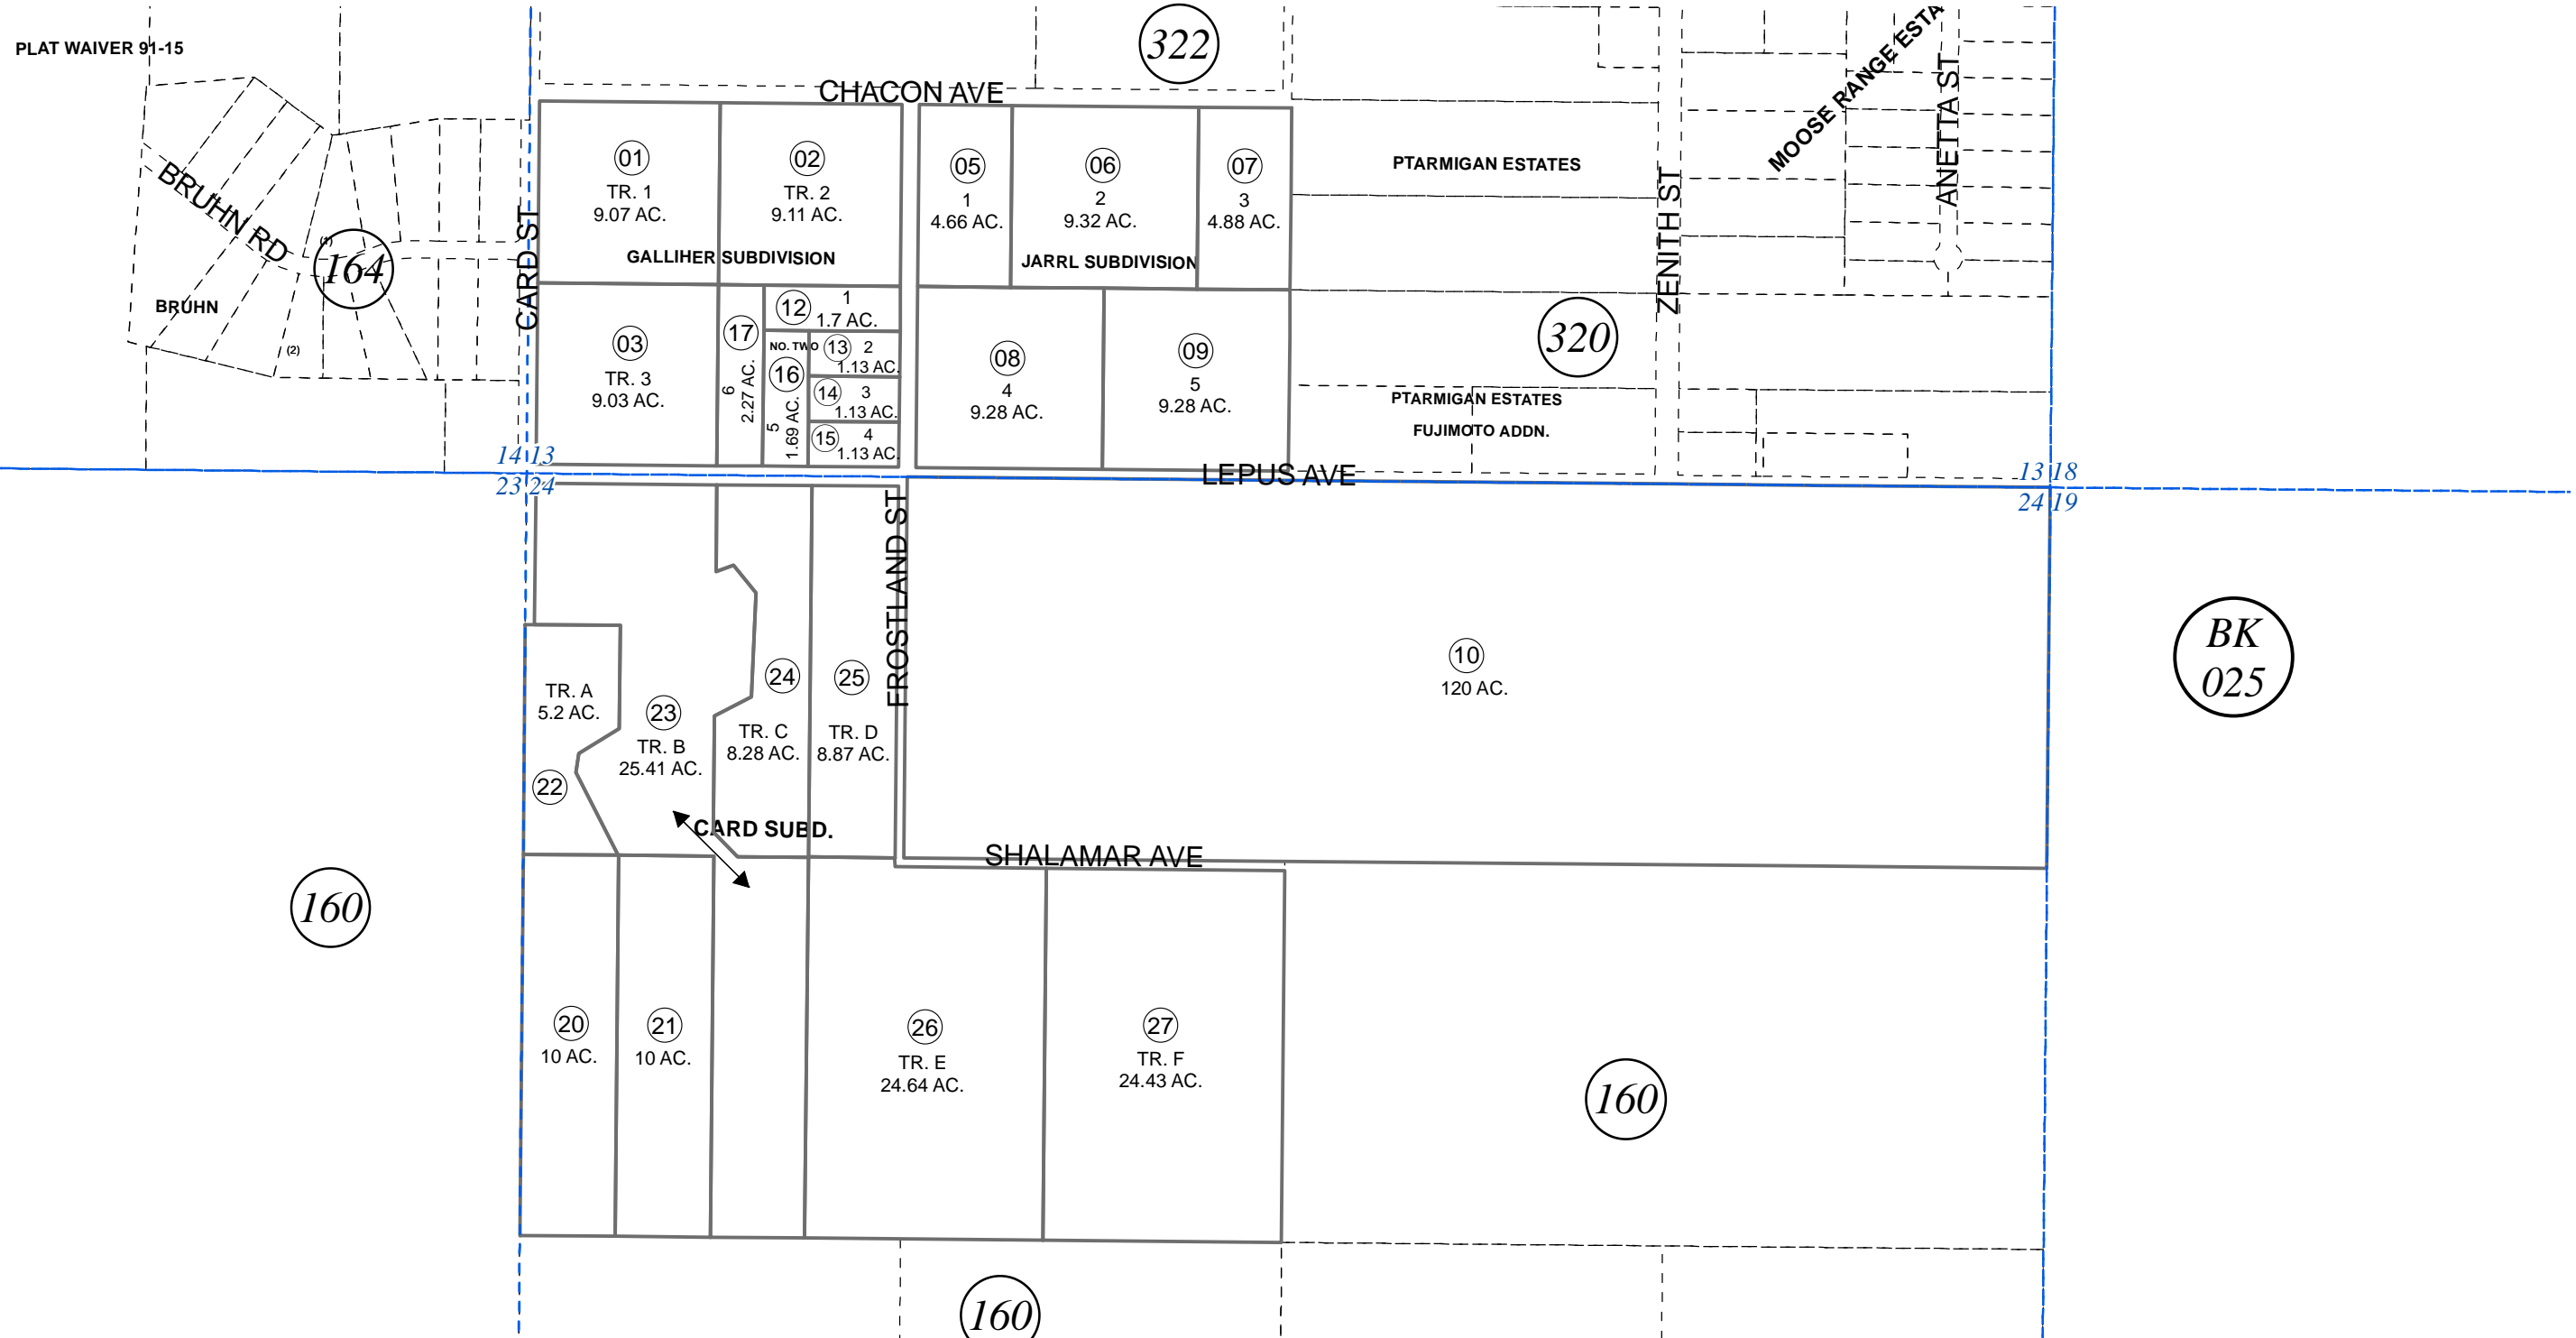 PLAT WAIVER 91-15
322
CHACON AVE
MOOSE RANGE ESTA
ANETTA ST
BRUHN RD
(1)
164
BRUHN
(2)
CARD ST
01
TR. 1
9.07 AC.
02
TR. 2
9.11 AC.
GALLIHER SUBDIVISION
05
1
4.66 AC.
06
2
9.32 AC.
07
3
4.88 AC.
JARRL SUBDIVISION
PTARMIGAN ESTATES
ZENITH ST
320
03
TR. 3
9.03 AC.
17
6
2.27 AC.
12
1
1.7 AC.
NO. TWO
13
2
1.13 AC.
16
5
1.69 AC.
14
3
1.13 AC.
15
4
1.13 AC.
08
4
9.28 AC.
09
5
9.28 AC.
PTARMIGAN ESTATES
FUJIMOTO ADDN.
14 13
23 24
LEPUS AVE
13 18
24 19
FROSTLAND ST
10
120 AC.
BK
025
TR. A
5.2 AC.
22
23
TR. B
25.41 AC.
24
TR. C
8.28 AC.
25
TR. D
8.87 AC.
CARD SUBD.
SHALAMAR AVE
160
20
10 AC.
21
10 AC.
26
TR. E
24.64 AC.
27
TR. F
24.43 AC.
160
160